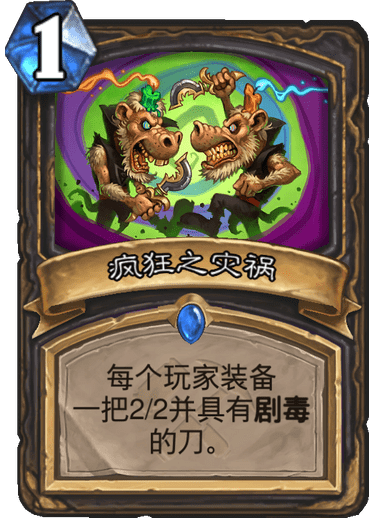 1
疯狂之灾祸
每个玩家装备
一把2/2并具有剧毒
的刀。